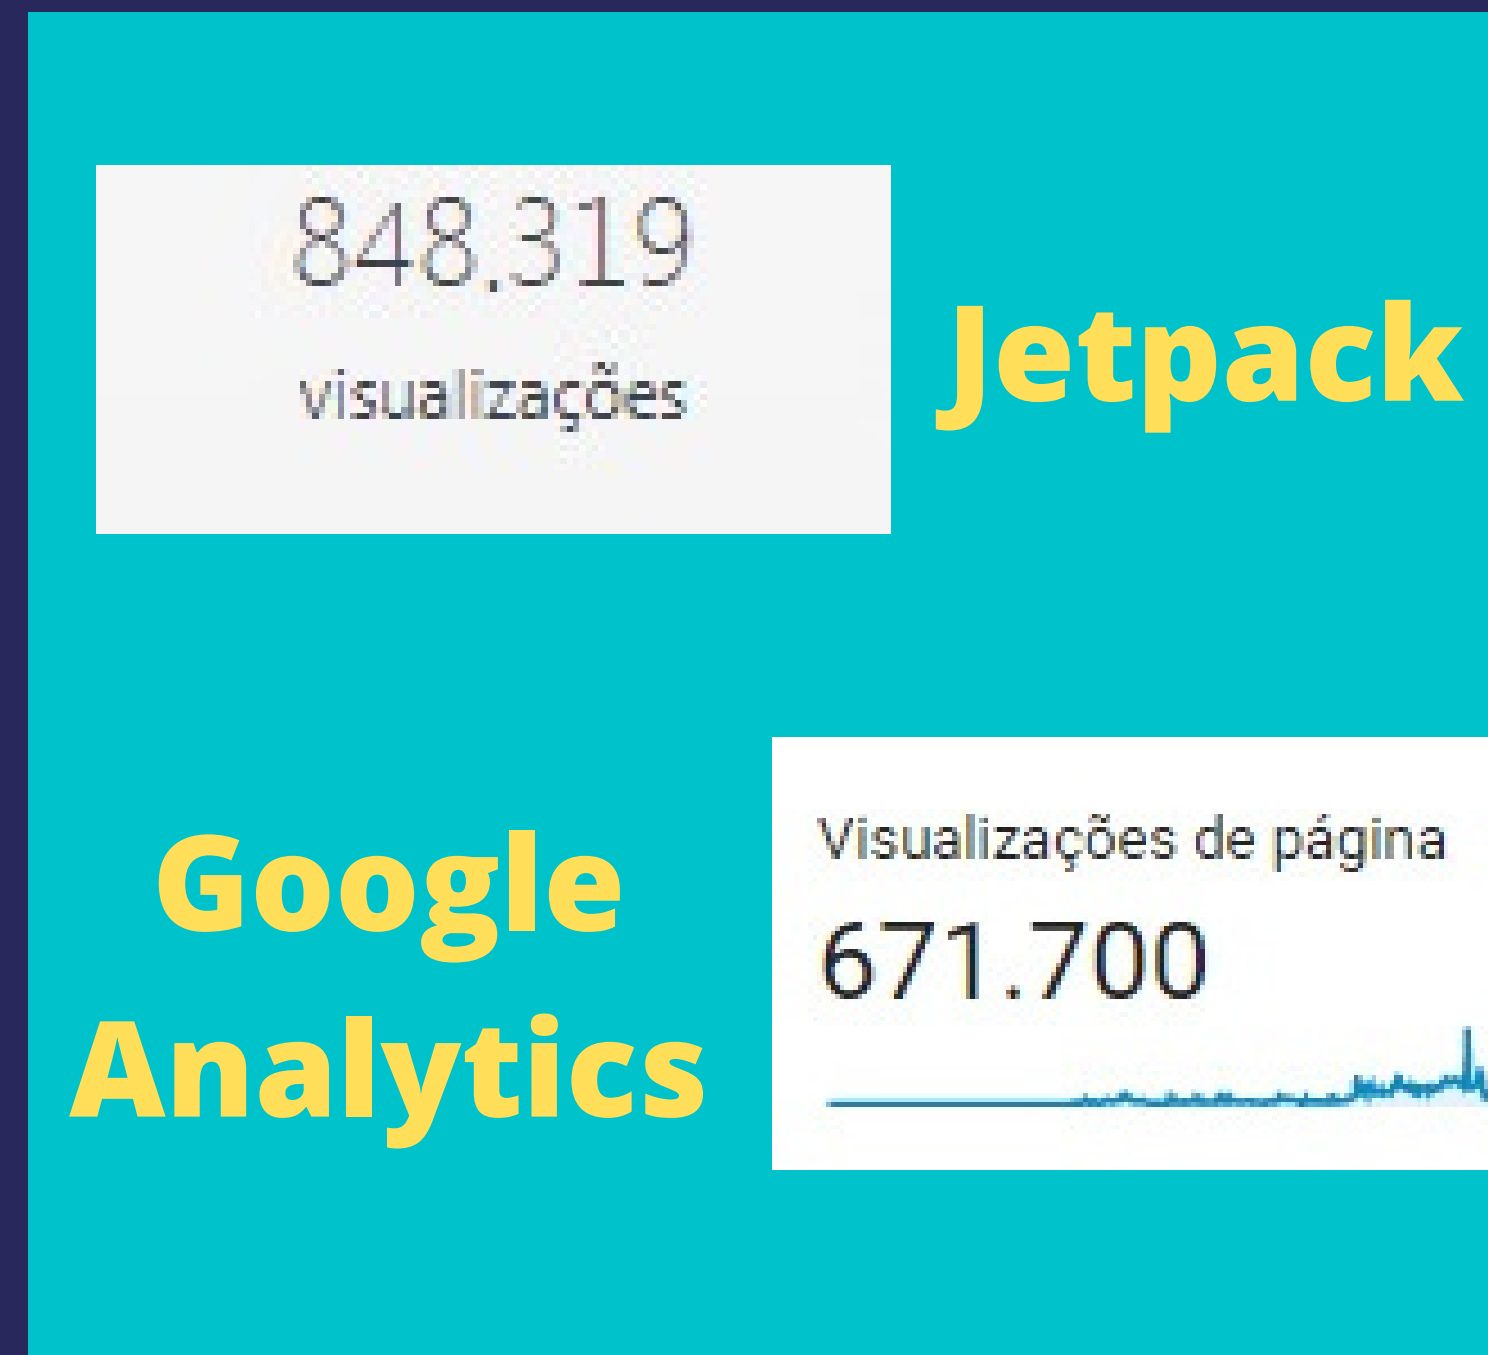 848.319
visualizações
Jetpack
Google
Analytics
Visualizações de página
671.700